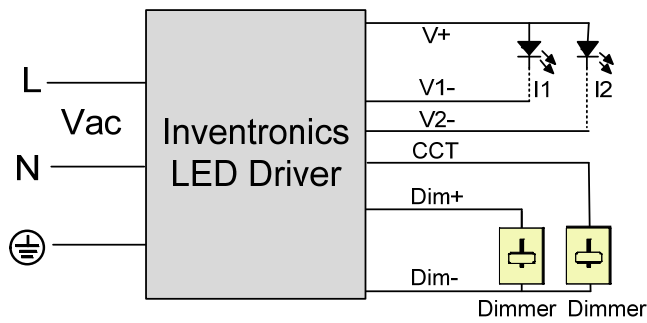 L
Vac
N
Inventronics
LED Driver
V+
V1-
I1
I2
V2-
CCT
Dim+
Dim-
Dimmer
Dimmer